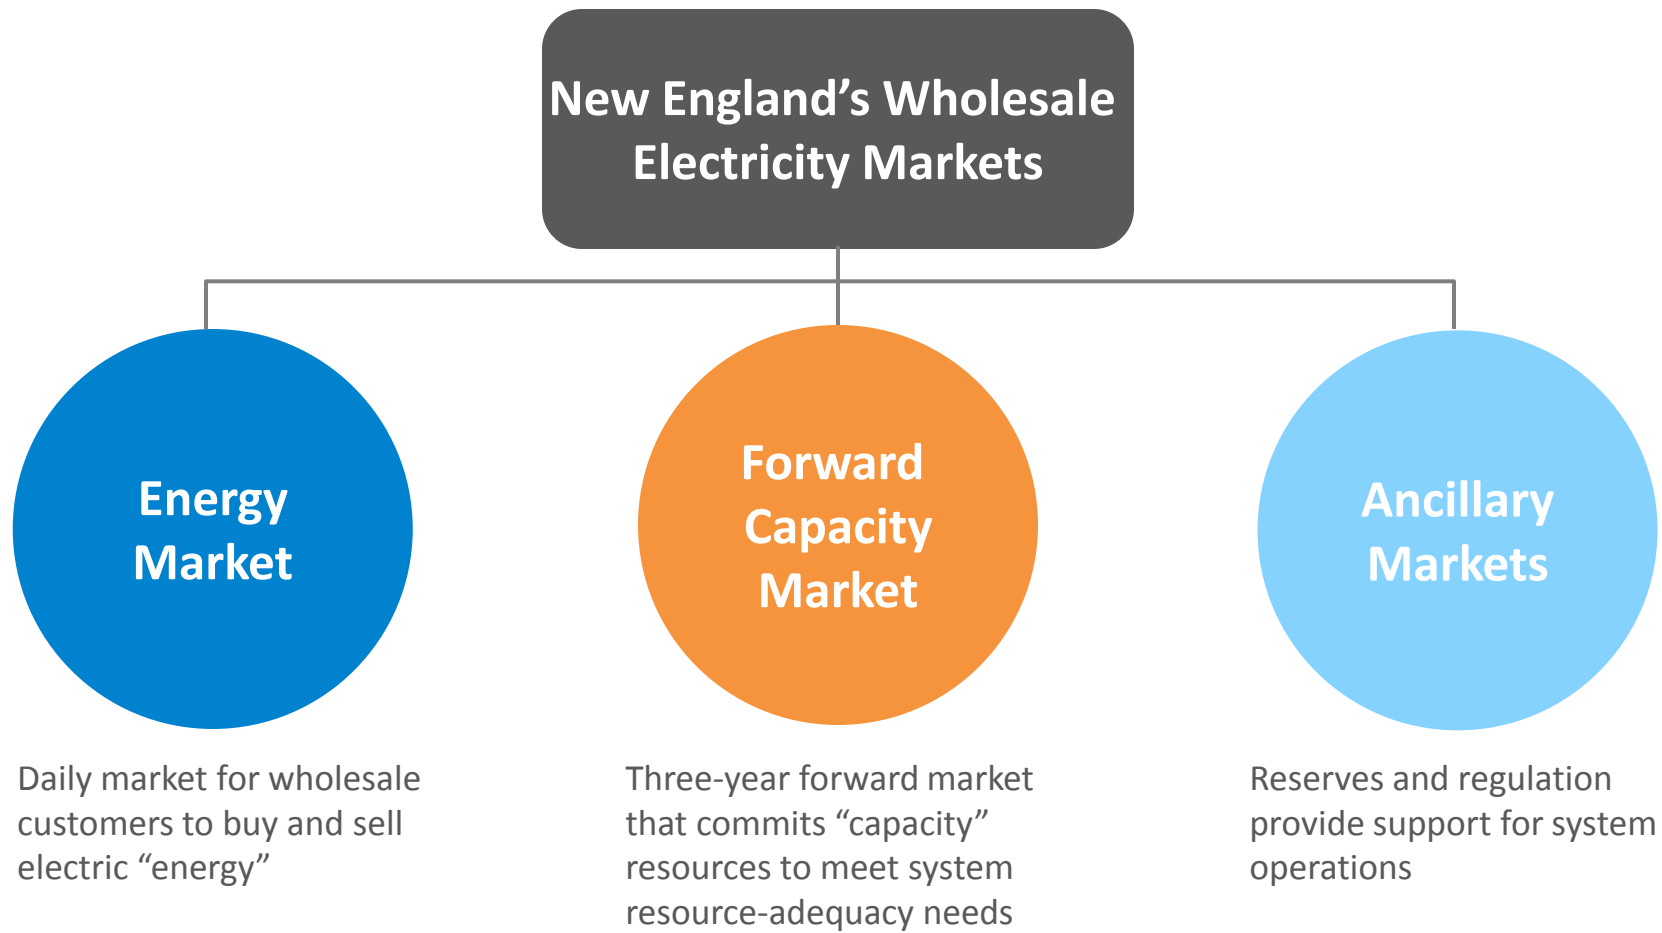 New England’s Wholesale
Electricity Markets
Energy
Market
Forward
Capacity
Market
Ancillary
Markets
Daily market for wholesale
customers to buy and sell
electric “energy”
Three-year forward market
that commits “capacity”
resources to meet system
resource-adequacy needs
Reserves and regulation
provide support for system
operations